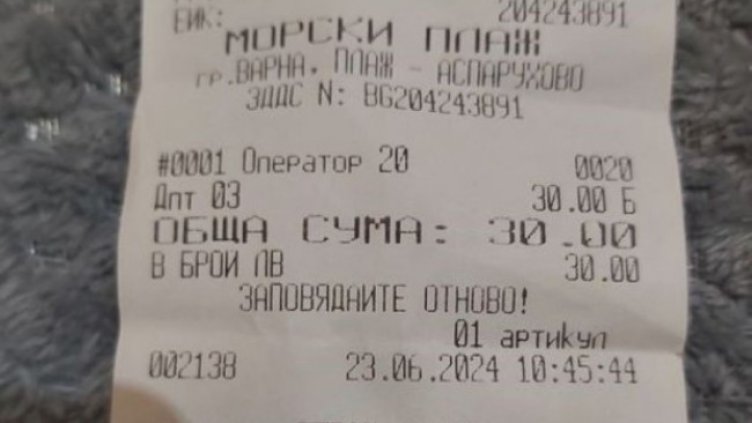 ЕИК: 204243891
МОРСКИ ПЛАЖ
гр.ВАРНА, ПЛАЖ - АСПАРУХОВО
ЗДДС N: BG204243891
#0001 Оператор 20 0020
Дпт 03 30.00 Б
ОБЩА СУМА: 30.00
В БРОЙ ЛВ 30.00
ЗАПОВЯДАЙТЕ ОТНОВО!
01 артикул
002138 23.06.2024 10:45:44